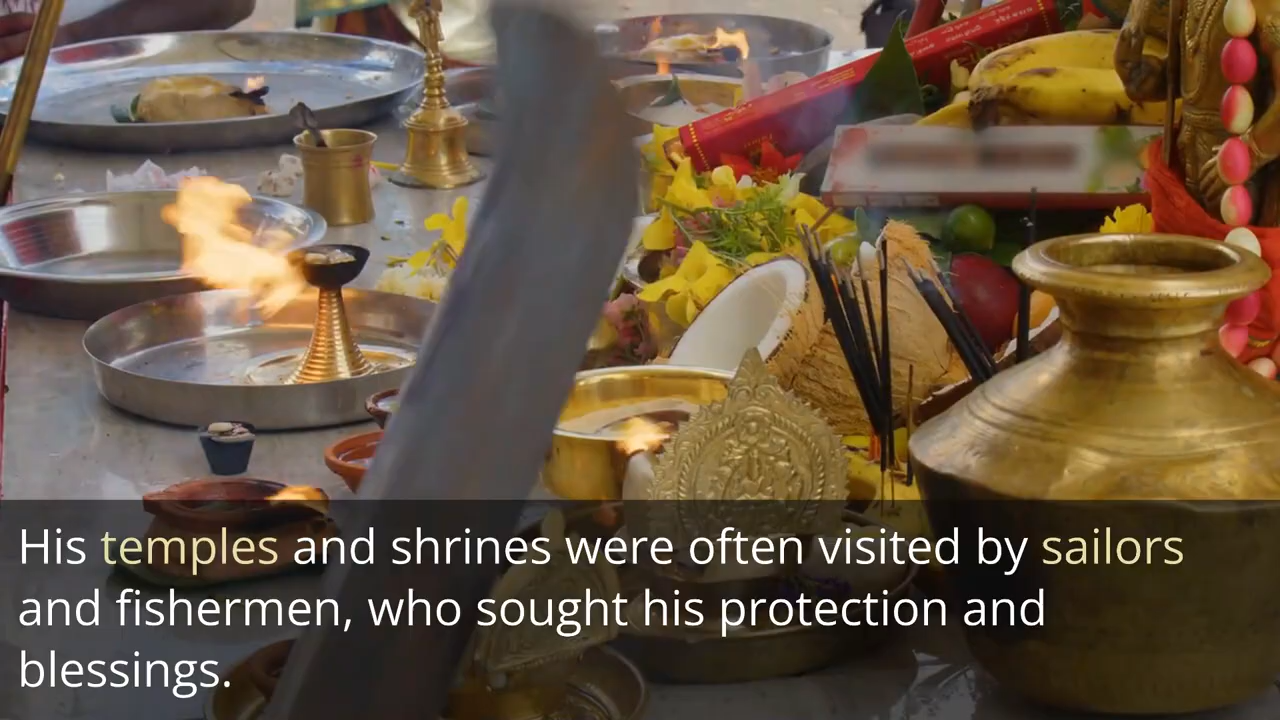 His temples and shrines were often visited by sailors
and fishermen, who sought his protection and
blessings.